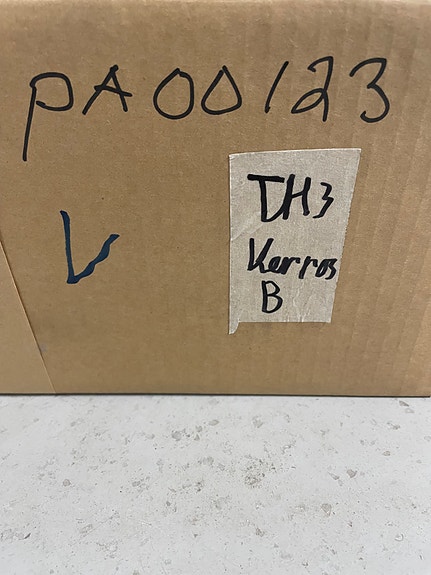 PA00123
TH3
Kerros
B
V